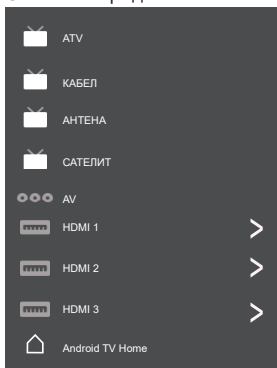 ATV
КАБЕЛ
АНТЕНА
САТЕЛИТ
AV
HDMI 1
HDMI 2
HDMI 3
Android TV Home